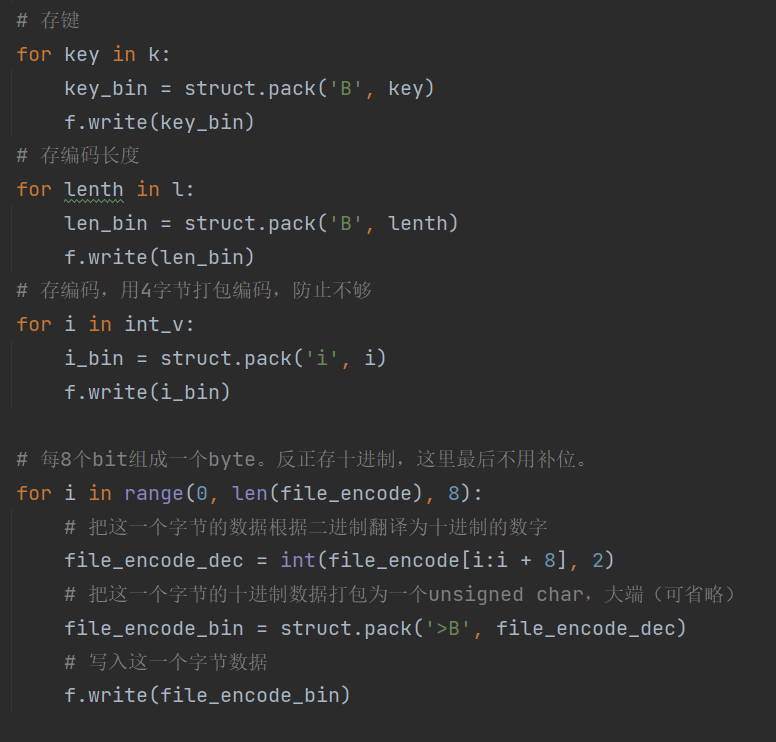 # 存键
for key in k:
    key_bin = struct.pack('B', key)
    f.write(key_bin)
# 存编码长度
for lenth in l:
    len_bin = struct.pack('B', lenth)
    f.write(len_bin)
# 存编码，用4字节打包编码，防止不够
for i in int_v:
    i_bin = struct.pack('i', i)
    f.write(i_bin)

# 每8个bit组成一个byte。反正存十进制，这里最后不用补位。
for i in range(0, len(file_encode), 8):
    # 把这一个字节的数据根据二进制翻译为十进制的数字
    file_encode_dec = int(file_encode[i:i + 8], 2)
    # 把这一个字节的十进制数据打包为一个unsigned char，大端（可省略）
    file_encode_bin = struct.pack('>B', file_encode_dec)
    # 写入这一个字节数据
    f.write(file_encode_bin)